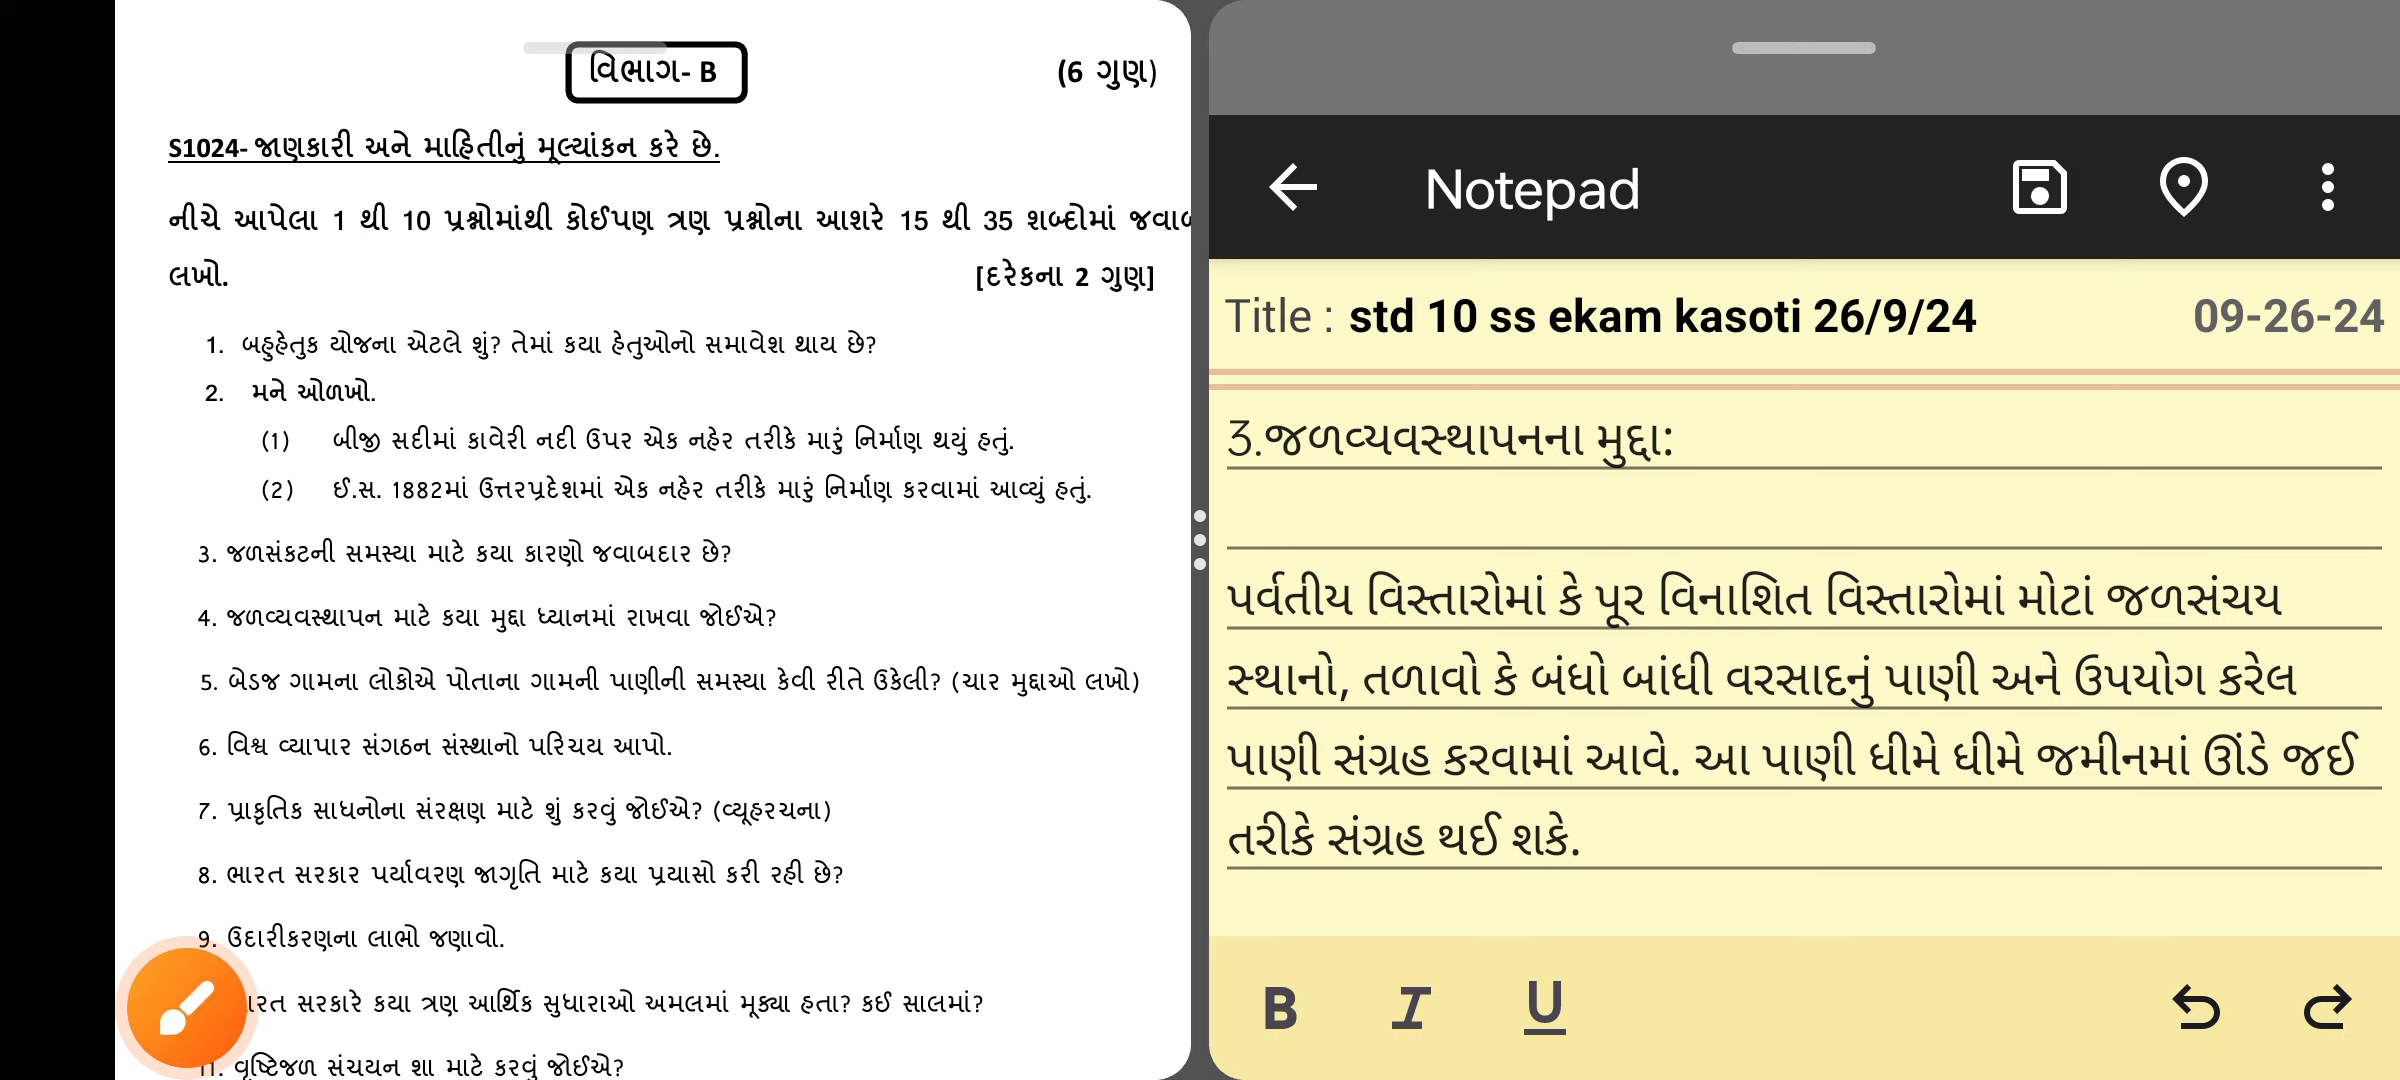 વિભાગ- B
(6 ગુણ)
S1024- જાણકારી અને માહિતીનું મૂલ્યાંકન કરે છે.
નીચે આપેલા 1 થી 10 પ્રશ્નોમાંથી કોઈપણ ત્રણ પ્રશ્નોના આશરે 15 થી 35 શબ્દોમાં
લખો. [દરેકના 2 ગુણ]
1. બહુહેતુક યોજના એટલે શું? તેમાં કયા હેતુઓનો સમાવેશ થાય છે?
2. મને ઓળખો.
(1) બીજી સદીમાં કાવેરી નદી ઉપર એક નહેર તરીકે મારું નિર્માણ થયું હતું.
(2) ઈ.સ. 1882માં ઉત્તરપ્રદેશમાં એક નહેર તરીકે મારું નિર્માણ કરવામાં આવ્યું હતું.
3. જળસંકટની સમસ્યા માટે કયા કારણો જવાબદાર છે?
4. જળવ્યવસ્થાપન માટે કયા મુદ્દા ધ્યાનમાં રાખવા જોઈએ?
5. બેડજ ગામના લોકોએ પોતાના ગામની પાણીની સમસ્યા કેવી રીતે ઉકેલી? (ચાર મુદ્દાઓ લખો)
6. વિશ્વ વ્યાપાર સંગઠન સંસ્થાનો પરિચય આપો.
7. પ્રાકૃતિક સાધનોના સંરક્ષણ માટે શું કરવું જોઈએ? (વ્યૂહરચના)
8. ભારત સરકાર પર્યાવરણ જાગૃતિ માટે કયા પ્રયાસો કરી રહી છે?
9. ઉદારીકરણના લાભો જણાવો.
સરકારે કયા ત્રણ આર્થિક સુધારાઓ અમલમાં મૂક્યા હતા? કઈ સાલમાં?
11. વૃષ્ટિજળ સંચયન શા માટે કરવું જોઈએ?
Notepad
Title : std 10 ss ekam kasoti 26/9/24 09-26-24
3.જળવ્યવસ્થાપનના મુદ્દા:
પર્વતીય વિસ્તારોમાં કે પૂર વિનાશિત વિસ્તારોમાં મોટાં જળસંચય
સ્થાનો, તળાવો કે બંધો બાંધી વરસાદનું પાણી અને ઉપયોગ કરેલ
પાણી સંગ્રહ કરવામાં આવે. આ પાણી ધીમે ધીમે જમીનમાં ઊંડે જઈ
તરીકે સંગ્રહ થઈ શકે.
B I U